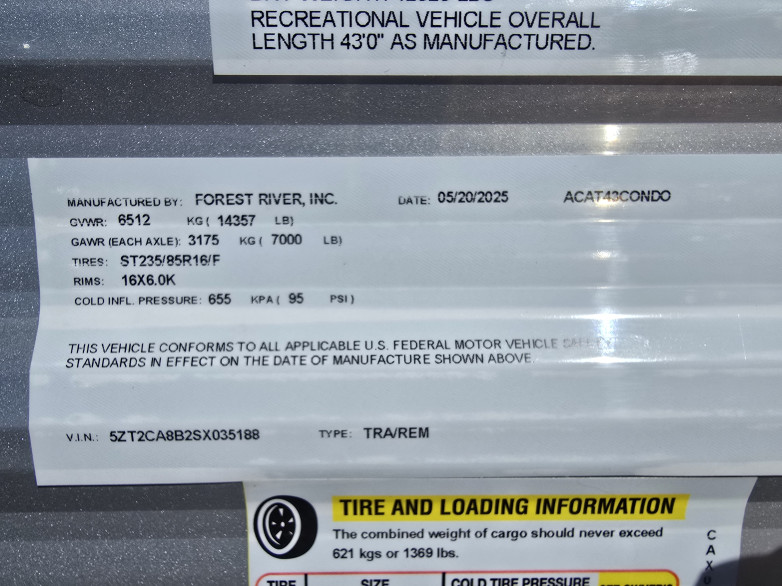 RECREATIONAL VEHICLE OVERALL
LENGTH 43'0" AS MANUFACTURED.
MANUFACTURED BY: FOREST RIVER, INC. DATE: 05/20/2025 ACAT43CONDO
GVWR: 6512 KG ( 14357 LB)
GAWR (EACH AXLE): 3175 KG ( 7000 LB)
TIRES: ST235/85R16/F
RIMS: 16X6.0K
COLD INFL. PRESSURE: 655 KPA ( 95 PSI )
THIS VEHICLE CONFORMS TO ALL APPLICABLE U.S. FEDERAL MOTOR VEHICLE SAFETY
STANDARDS IN EFFECT ON THE DATE OF MANUFACTURE SHOWN ABOVE
V.I.N.: 5ZT2CA8B2SX035188 TYPE: TRA/REM
TIRE AND LOADING INFORMATION
The combined weight of cargo should never exceed
621 kgs or 1369 lbs.
C
A
X
TIRE SIZE COLD TIRE PRESSURE